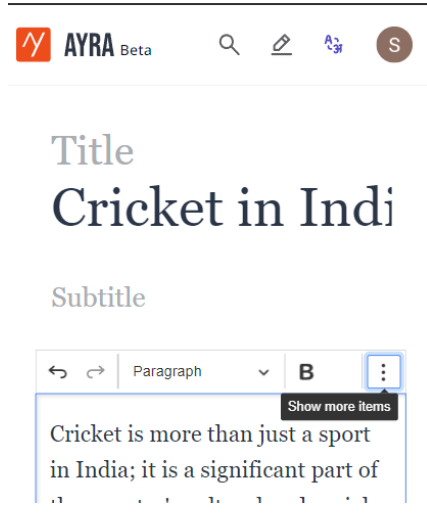 AYRA Beta
A अ
S
Title
Cricket in Indi
Subtitle
Paragraph
B
Show more items
Cricket is more than just a sport
in India; it is a significant part of